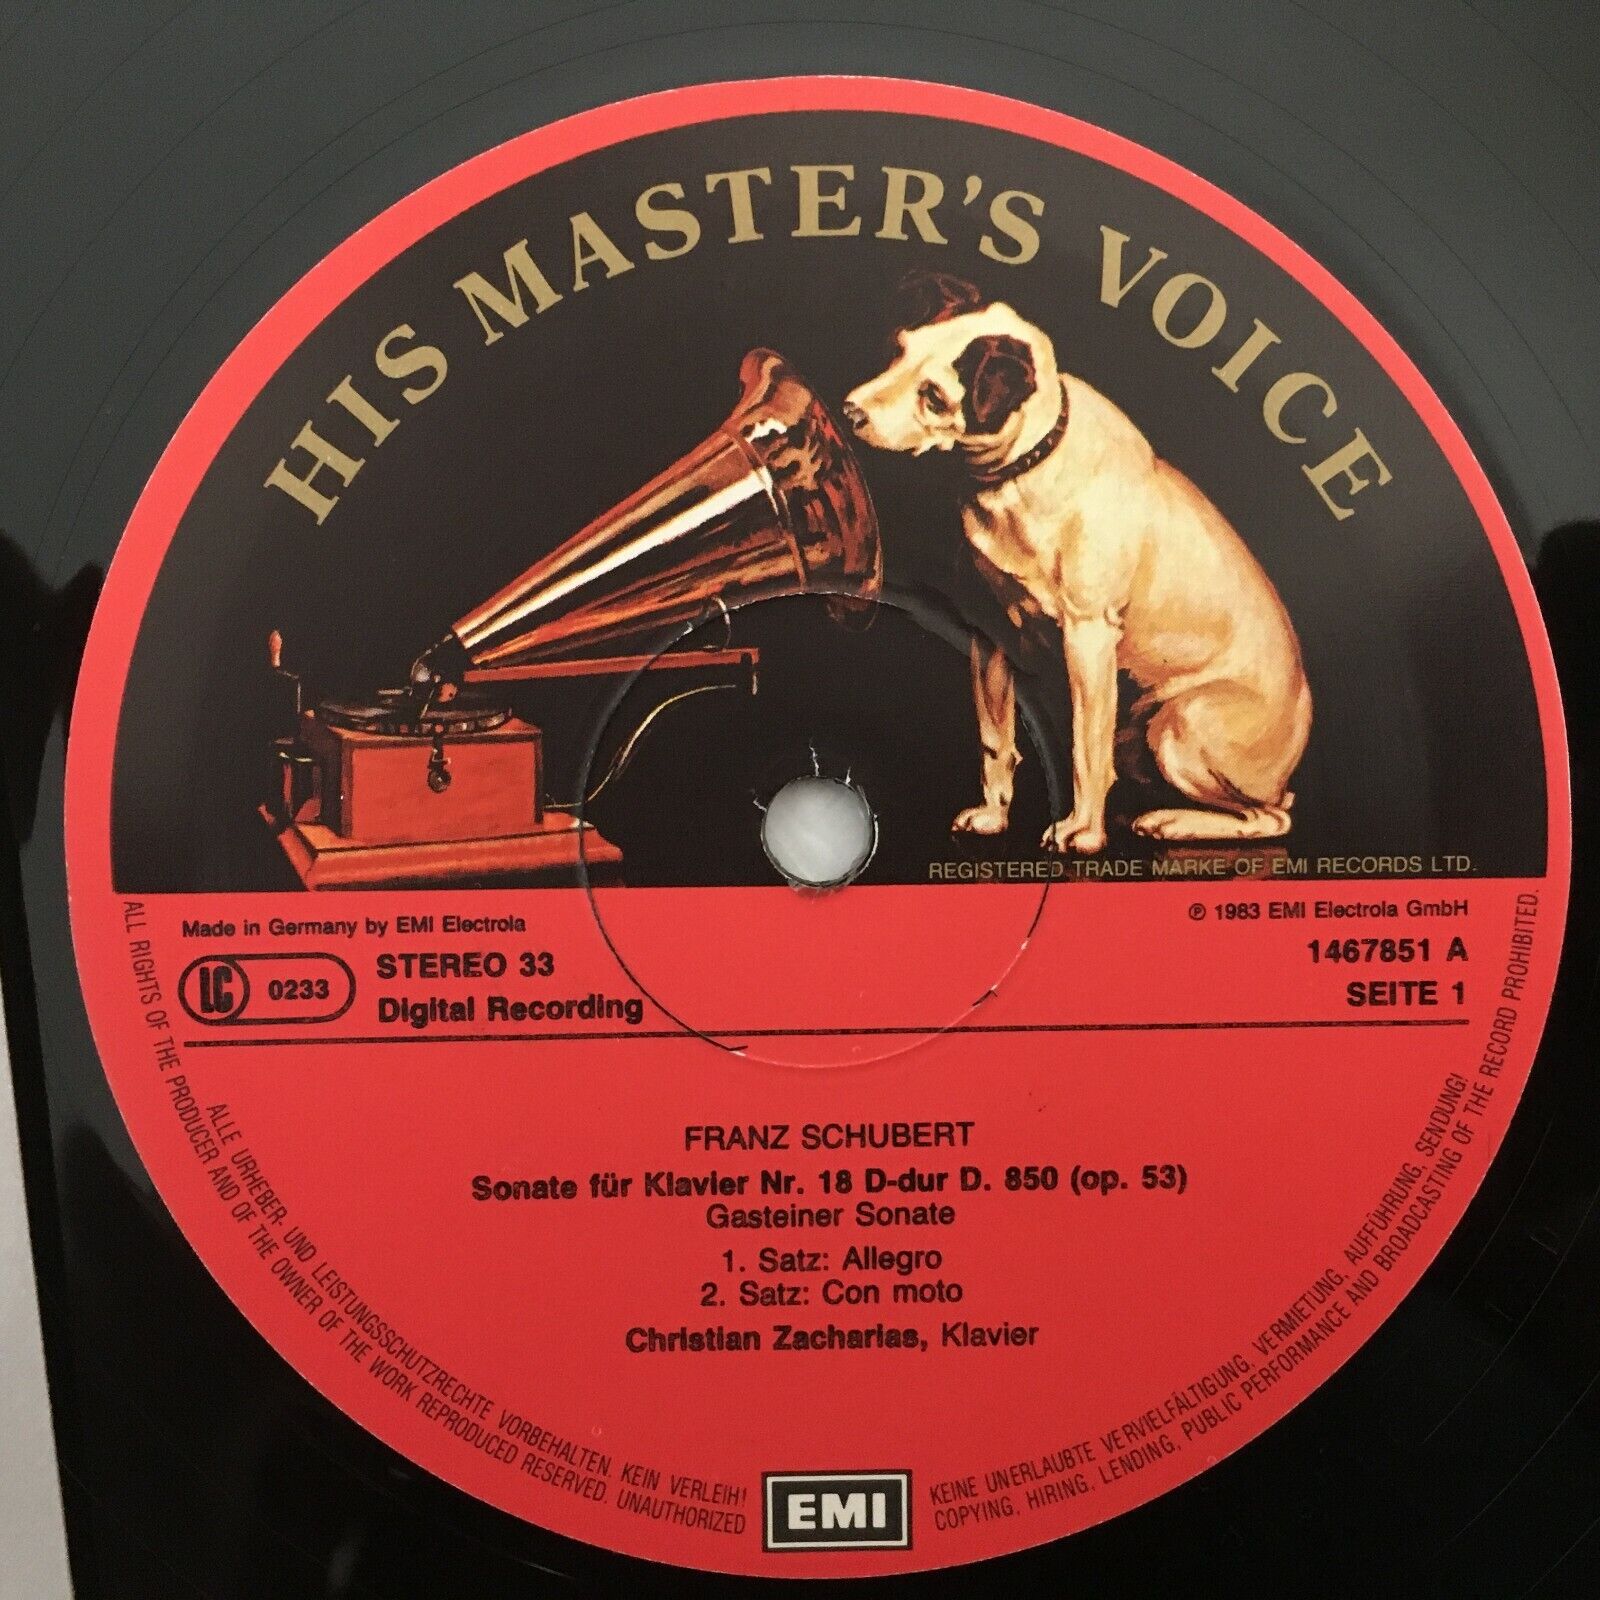 HIS MASTER'S VOICE
REGISTERED TRADE MARKE OF EMI RECORDS LTD.
Made in Germany by EMI Electrola
℗ 1983 EMI Electrola GmbH
LC 0233
STEREO 33
Digital Recording
1467851 A
SEITE 1
FRANZ SCHUBERT
Sonate für Klavier Nr. 18 D-dur D. 850 (op. 53)
Gasteiner Sonate
1. Satz: Allegro
2. Satz: Con moto
Christian Zacharias, Klavier
ALLE URHEBER- UND LEISTUNGSSCHUTZRECHTE VORBEHALTEN. KEIN VERLEIH! KEINE UNERLAUBTE VERVIELFÄLTIGUNG, VERMIETUNG, AUFFÜHRUNG, SENDUNG!
ALL RIGHTS OF THE PRODUCER AND OF THE OWNER OF THE WORK REPRODUCED RESERVED. UNAUTHORIZED COPYING, HIRING, LENDING, PUBLIC PERFORMANCE AND BROADCASTING OF THE RECORD PROHIBITED.
EMI